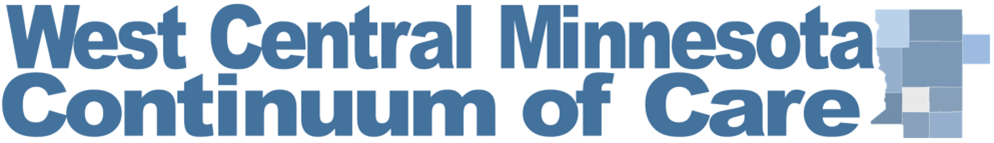 West Central Minnesota
Continuum of Care